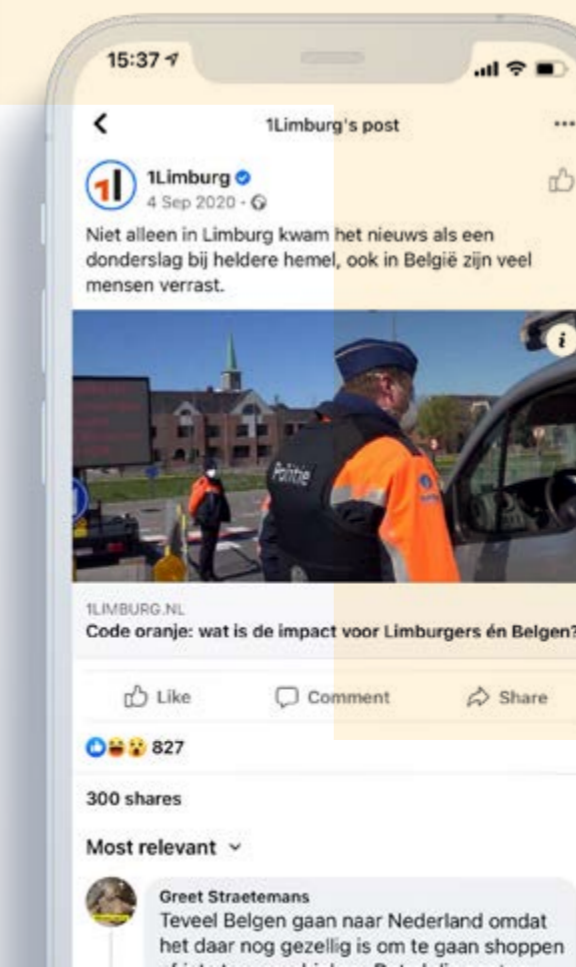 15:37
1Limburg's post
1Limburg
4 Sep 2020
Niet alleen in Limburg kwam het nieuws als een
donderslag bij heldere hemel, ook in België zijn veel
mensen verrast.
i
Politie
1LIMBURG.NL
Code oranje: wat is de impact voor Limburgers én Belgen?
Like Comment Share
827
300 shares
Most relevant
Greet Straetemans
Teveel Belgen gaan naar Nederland omdat
het daar nog gezellig is om te gaan shoppen